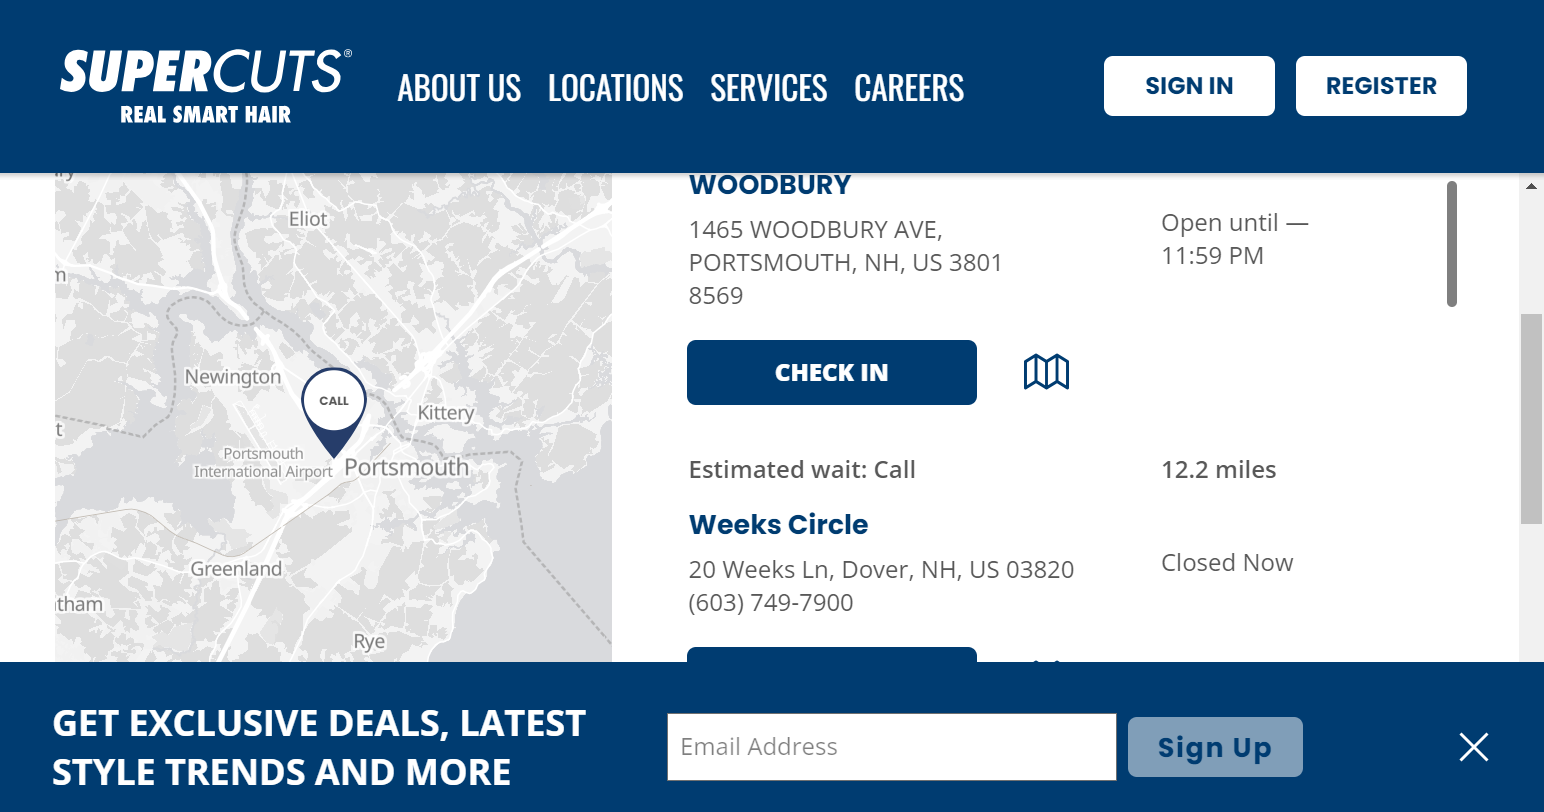 SUPERCUTS®
REAL SMART HAIR
ABOUT US
LOCATIONS
SERVICES
CAREERS
SIGN IN
REGISTER
Eliot
Newington
CALL
Kittery
Portsmouth
International Airport
Portsmouth
Greenland
Rye
WOODBURY
1465 WOODBURY AVE,
PORTSMOUTH, NH, US 3801
8569
Open until —
11:59 PM
CHECK IN
Estimated wait: Call
12.2 miles
Weeks Circle
20 Weeks Ln, Dover, NH, US 03820
(603) 749-7900
Closed Now
GET EXCLUSIVE DEALS, LATEST
STYLE TRENDS AND MORE
Email Address
Sign Up